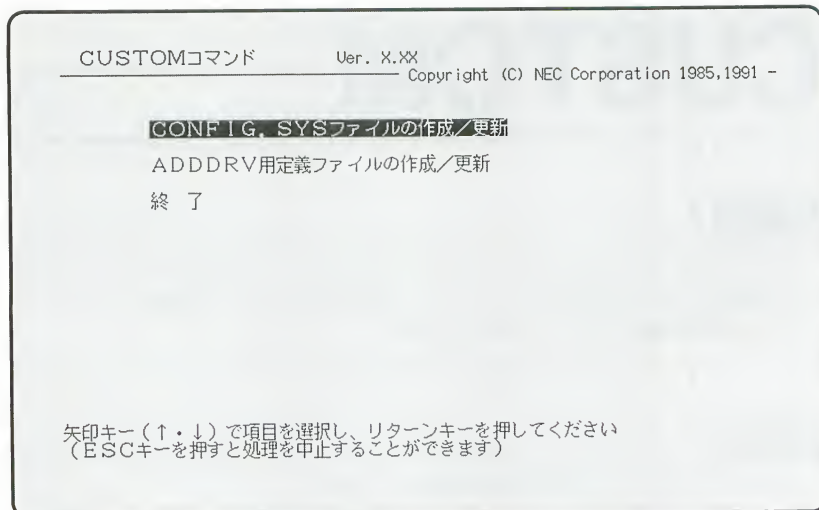 CUSTOMコマンド Ver. X.XX
Copyright (C) NEC Corporation 1985,1991 -
CONFIG.SYSファイルの作成/更新
ADDDRV用定義ファイルの作成/更新
終 了
矢印キー(↑・↓)で項目を選択し、リターンキーを押してください
(ESCキーを押すと処理を中止することができます)